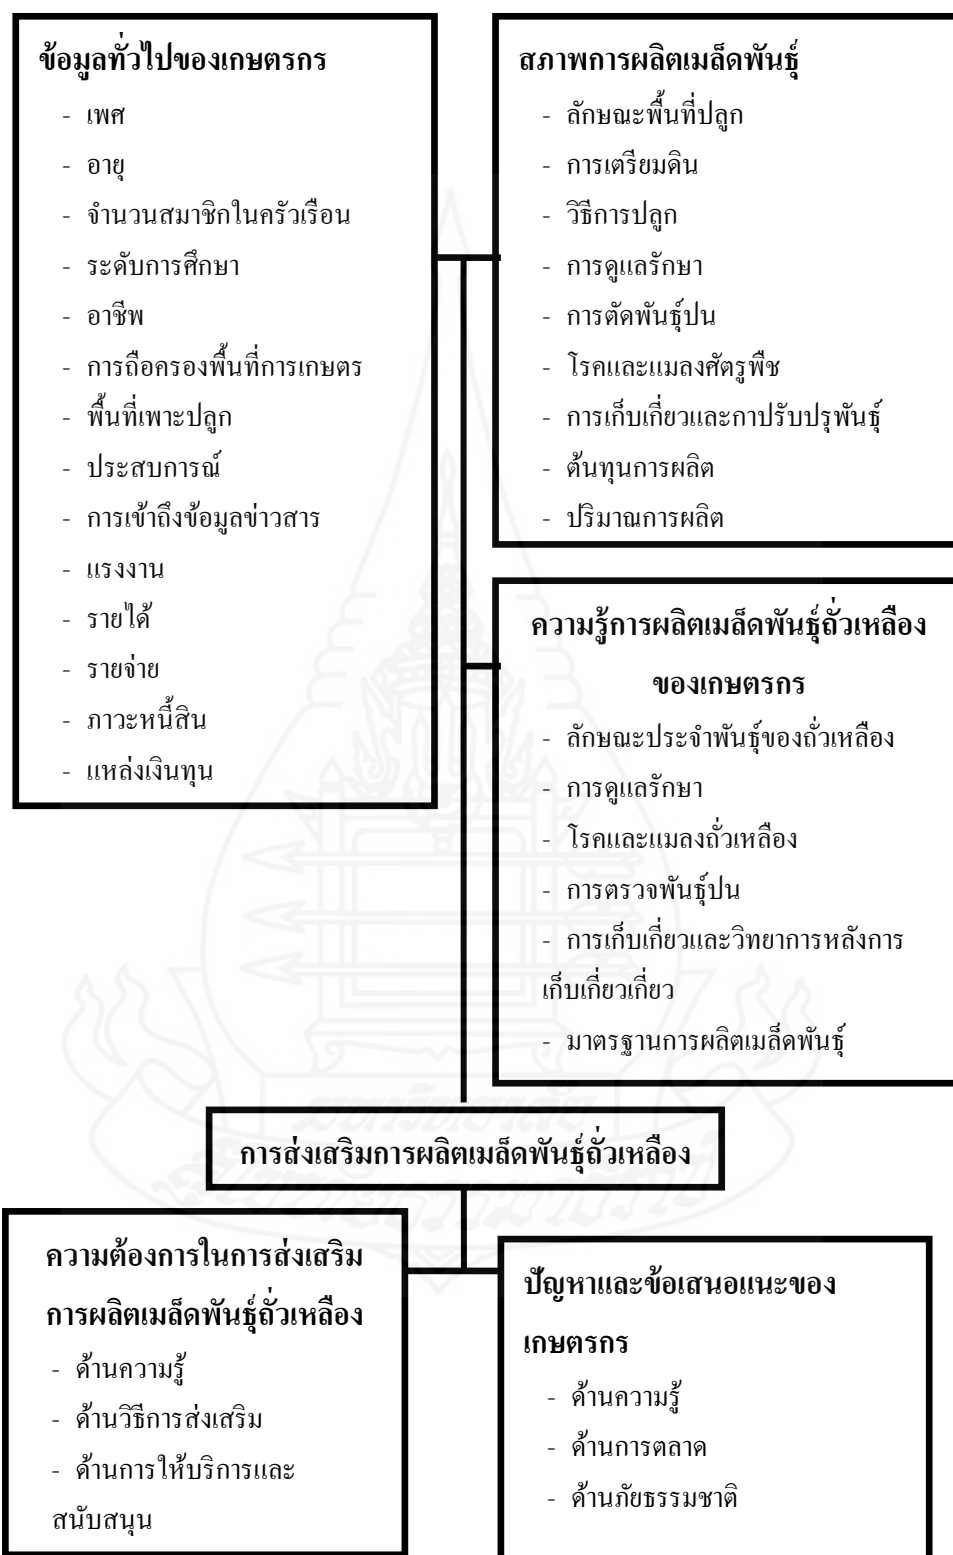 ข้อมูลทั่วไปของเกษตรกร
- เพศ
- อายุ
- จำนวนสมาชิกในครัวเรือน
- ระดับการศึกษา
- อาชีพ
- การถือครองพื้นที่การเกษตร
- พื้นที่เพาะปลูก
- ประสบการณ์
- การเข้าถึงข้อมูลข่าวสาร
- แรงงาน
- รายได้
- รายจ่าย
- ภาวะหนี้สิน
- แหล่งเงินทุน
สภาพการผลิตเมล็ดพันธุ์
- ลักษณะพื้นที่ปลูก
- การเตรียมดิน
- วิธีการปลูก
- การดูแลรักษา
- การตัดพันธุ์ปน
- โรคและแมลงศัตรูพืช
- การเก็บเกี่ยวและกาปรับปรุพันธุ์
- ต้นทุนการผลิต
- ปริมาณการผลิต
ความรู้การผลิตเมล็ดพันธุ์ถั่วเหลือง
ของเกษตรกร
- ลักษณะประจำพันธุ์ของถั่วเหลือง
- การดูแลรักษา
- โรคและแมลงถั่วเหลือง
- การตรวจพันธุ์ปน
- การเก็บเกี่ยวและวิทยาการหลังการ
เก็บเกี่ยวเกี่ยว
- มาตรฐานการผลิตเมล็ดพันธุ์
มหาวิทยาลัย
สุโขทัยธรรมาธิราช
การส่งเสริมการผลิตเมล็ดพันธุ์ถั่วเหลือง
ความต้องการในการส่งเสริม
การผลิตเมล็ดพันธุ์ถั่วเหลือง
- ด้านความรู้
- ด้านวิธีการส่งเสริม
- ด้านการให้บริการและ
สนับสนุน
ปัญหาและข้อเสนอแนะของ
เกษตรกร
- ด้านความรู้
- ด้านการตลาด
- ด้านภัยธรรมชาติ